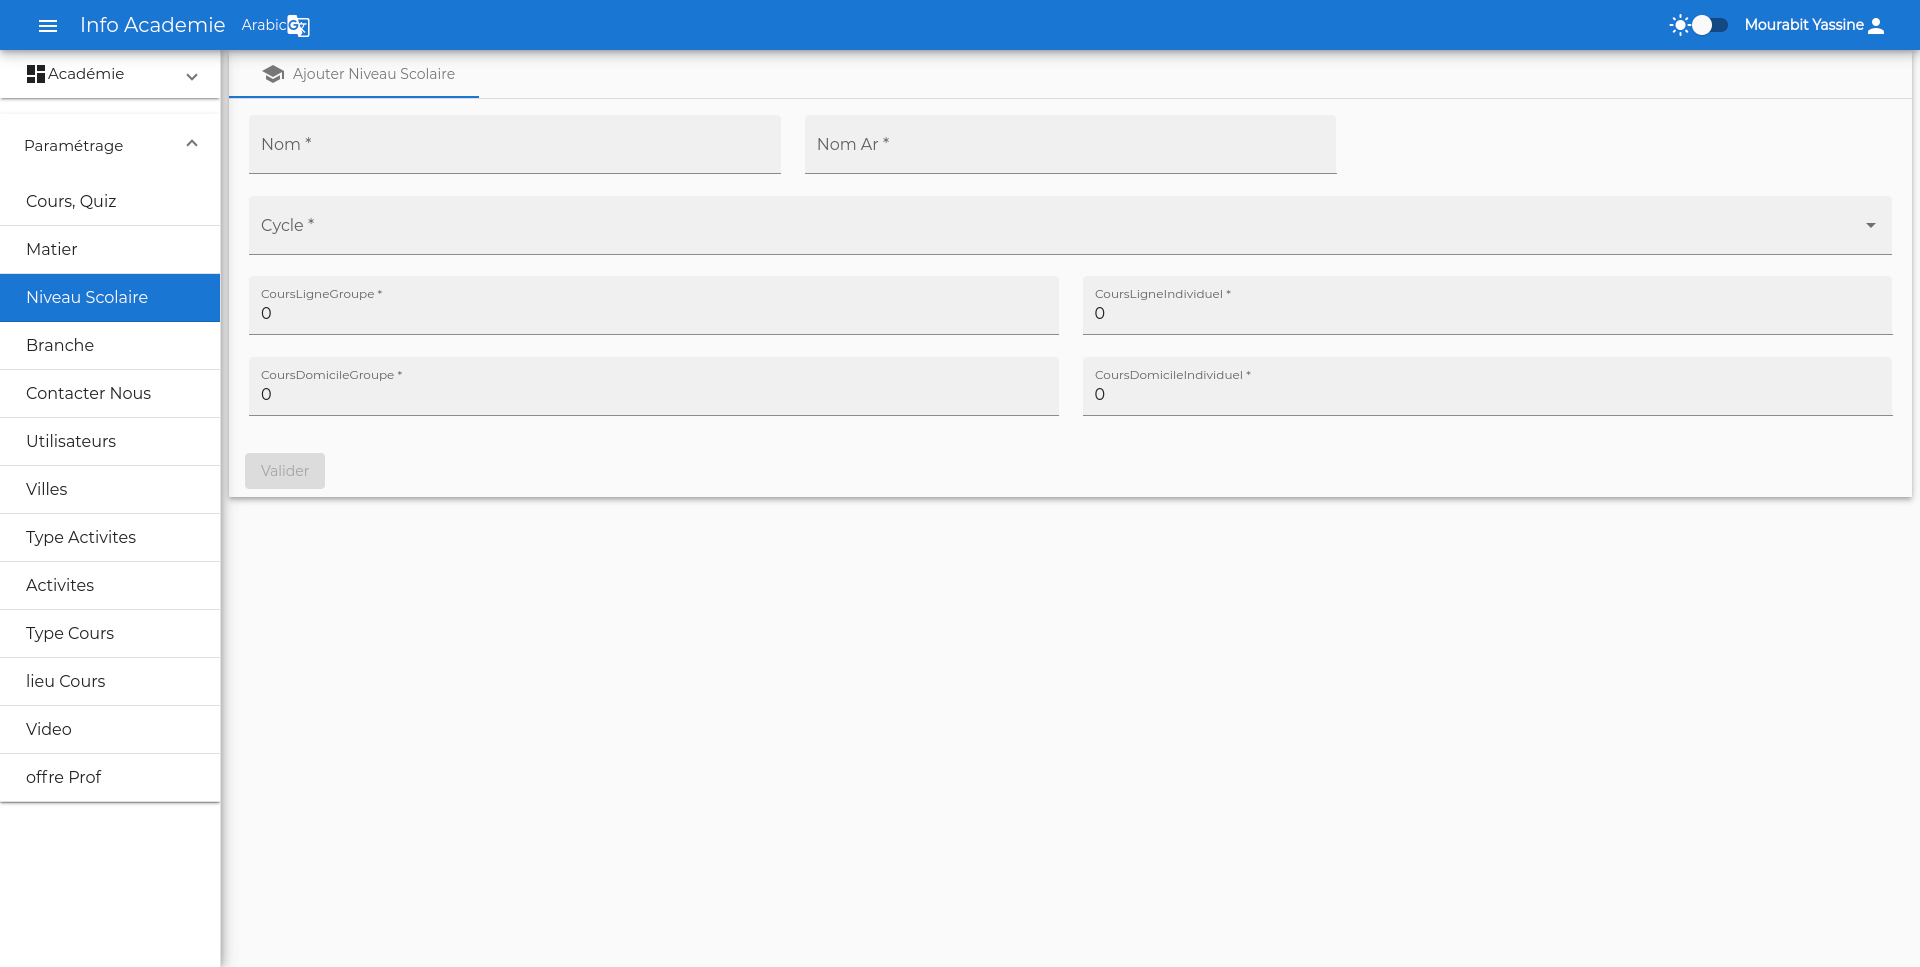 Info Academie
Arabic
Mourabit Yassine
Académie
Paramétrage
Cours, Quiz
Matier
Niveau Scolaire
Branche
Contacter Nous
Utilisateurs
Villes
Type Activites
Activites
Type Cours
lieu Cours
Video
offre Prof
Ajouter Niveau Scolaire
Nom *
Nom Ar *
Cycle *
CoursLigneGroupe *
0
CoursLigneIndividuel *
0
CoursDomicileGroupe *
0
CoursDomicileIndividuel *
0
Valider